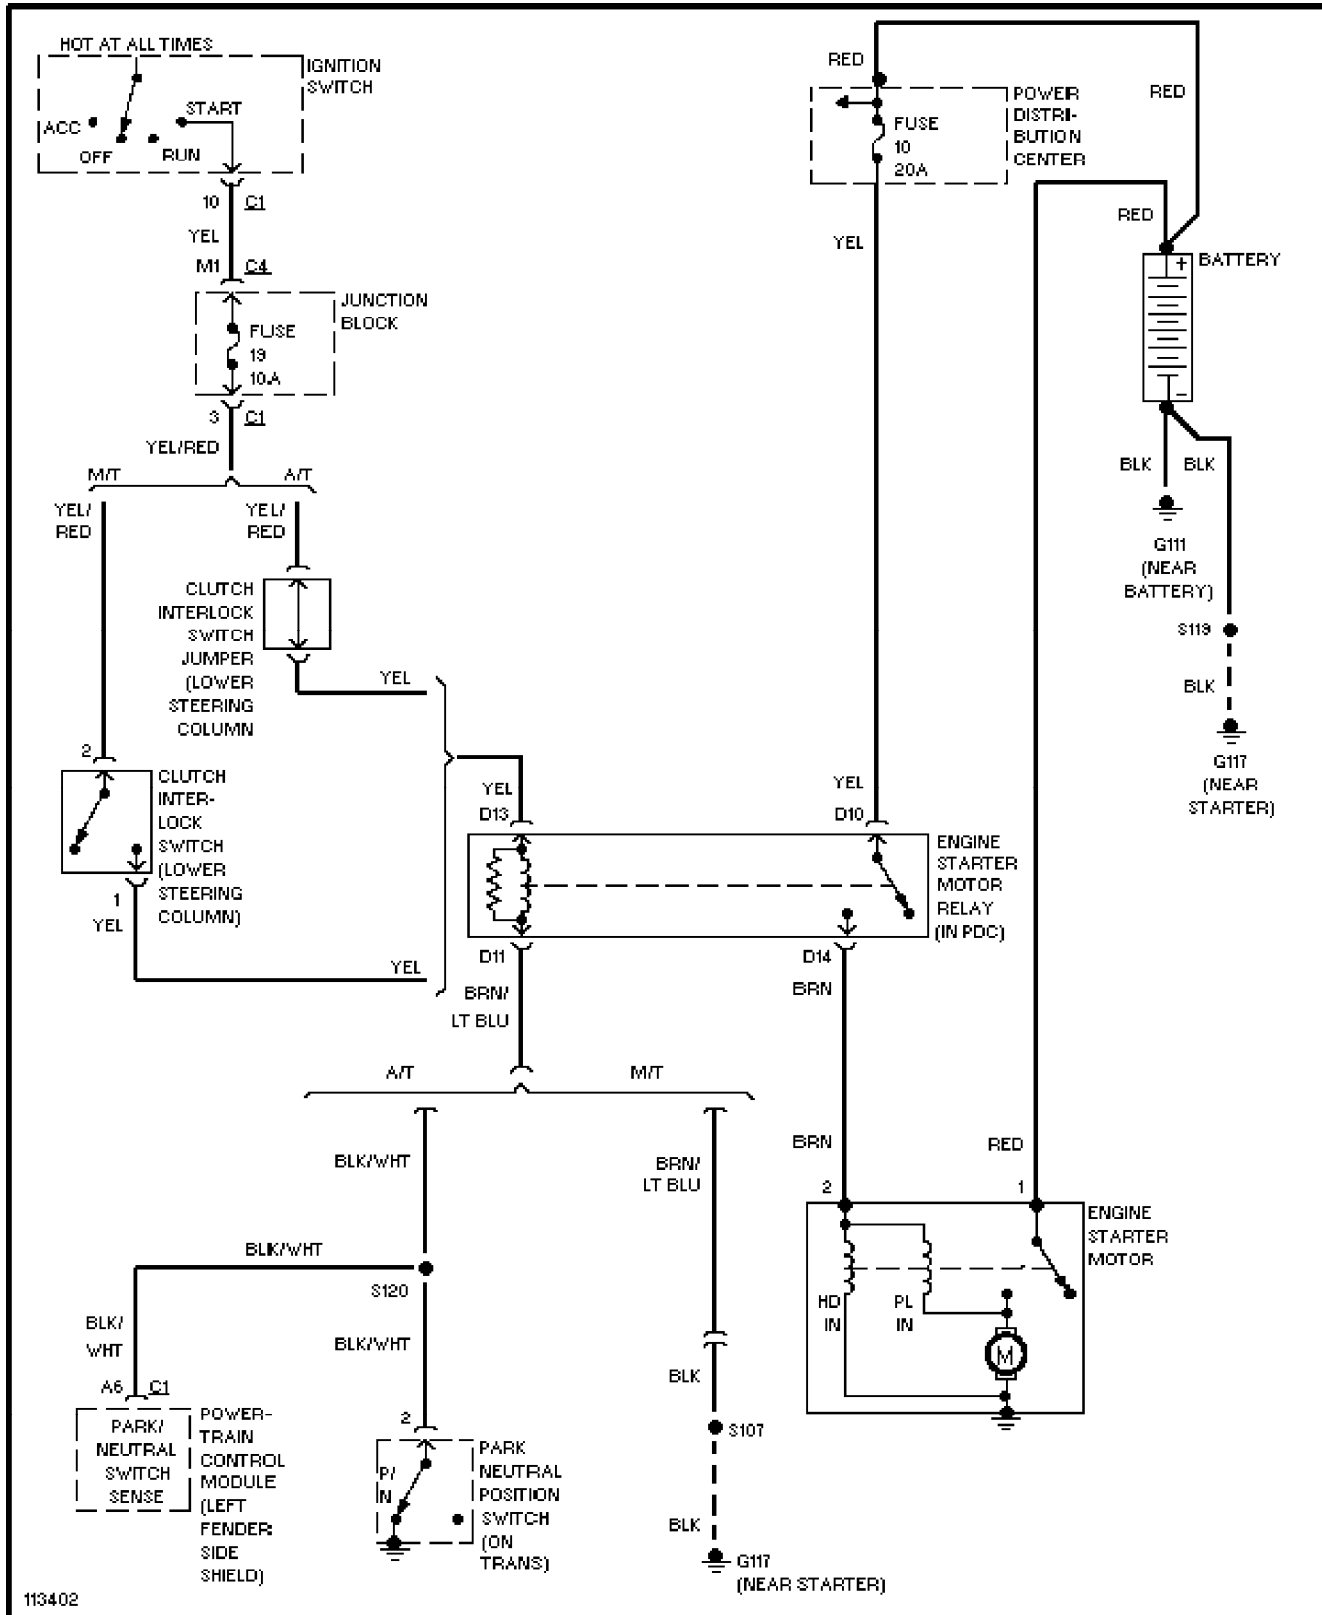 HOT AT ALL TIMES
IGNITION
SWITCH
START
ACC
OFF
RUN
10 C1
YEL
M1 C4
JUNCTION
BLOCK
FUSE
19
10A
3 C1
YEL/RED
M/T
A/T
YEL/
RED
YEL/
RED
CLUTCH
INTERLOCK
SWITCH
JUMPER
(LOWER
STEERING
COLUMN
YEL
2
CLUTCH
INTER-
LOCK
SWITCH
(LOWER
STEERING
COLUMN)
1
YEL
YEL
RED
RED
POWER
DISTRI-
BUTION
CENTER
FUSE
10
20A
RED
YEL
+
BATTERY
-
BLK
BLK
G111
(NEAR
BATTERY)
S119
BLK
G117
(NEAR
STARTER)
YEL
D13
YEL
D10
ENGINE
STARTER
MOTOR
RELAY
(IN PDC)
D11
D14
BRN/
LT BLU
BRN
A/T
M/T
BLK/WHT
BRN/
LT BLU
BRN
RED
2
1
ENGINE
STARTER
MOTOR
HD
IN
PL
IN
M
BLK/WHT
S120
BLK/
WHT
BLK/WHT
A6 C1
PARK/
NEUTRAL
SWITCH
SENSE
POWER-
TRAIN
CONTROL
MODULE
(LEFT
FENDER
SIDE
SHIELD)
2
P/
N
PARK
NEUTRAL
POSITION
SWITCH
(ON
TRANS)
BLK
S107
BLK
G117
(NEAR STARTER)
113402